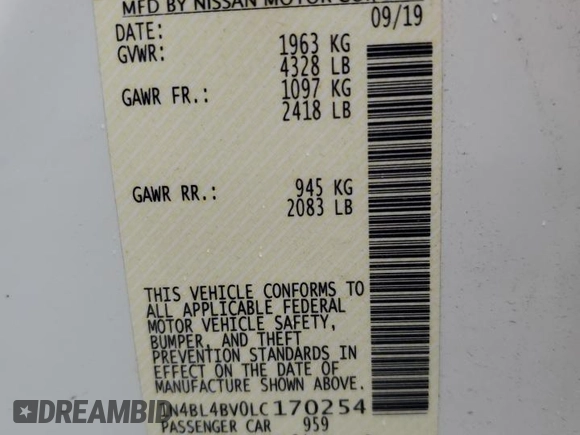 MFD BY NISSAN MOTOR CO.
DATE: 09/19
GVWR: 1963 KG
4328 LB
GAWR FR.: 1097 KG
2418 LB
GAWR RR.: 945 KG
2083 LB
THIS VEHICLE CONFORMS TO
ALL APPLICABLE FEDERAL
MOTOR VEHICLE SAFETY,
BUMPER, AND THEFT
PREVENTION STANDARDS IN
EFFECT ON THE DATE OF
MANUFACTURE SHOWN ABOVE.
1N4BL4BV0LC170254
PASSENGER CAR 959
DREAMBID